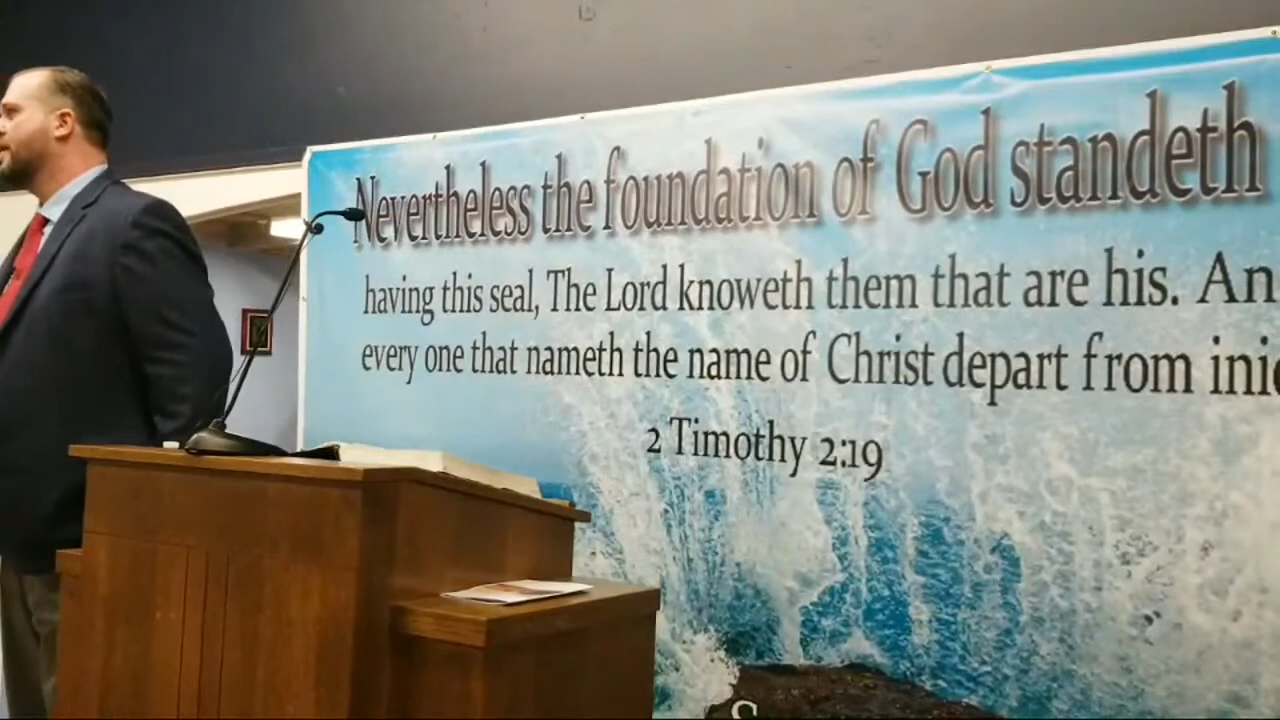 Nevertheless the foundation of God standeth
having this seal, The Lord knoweth them that are his. An
every one that nameth the name of Christ depart from ini
2 Timothy 2:19
S